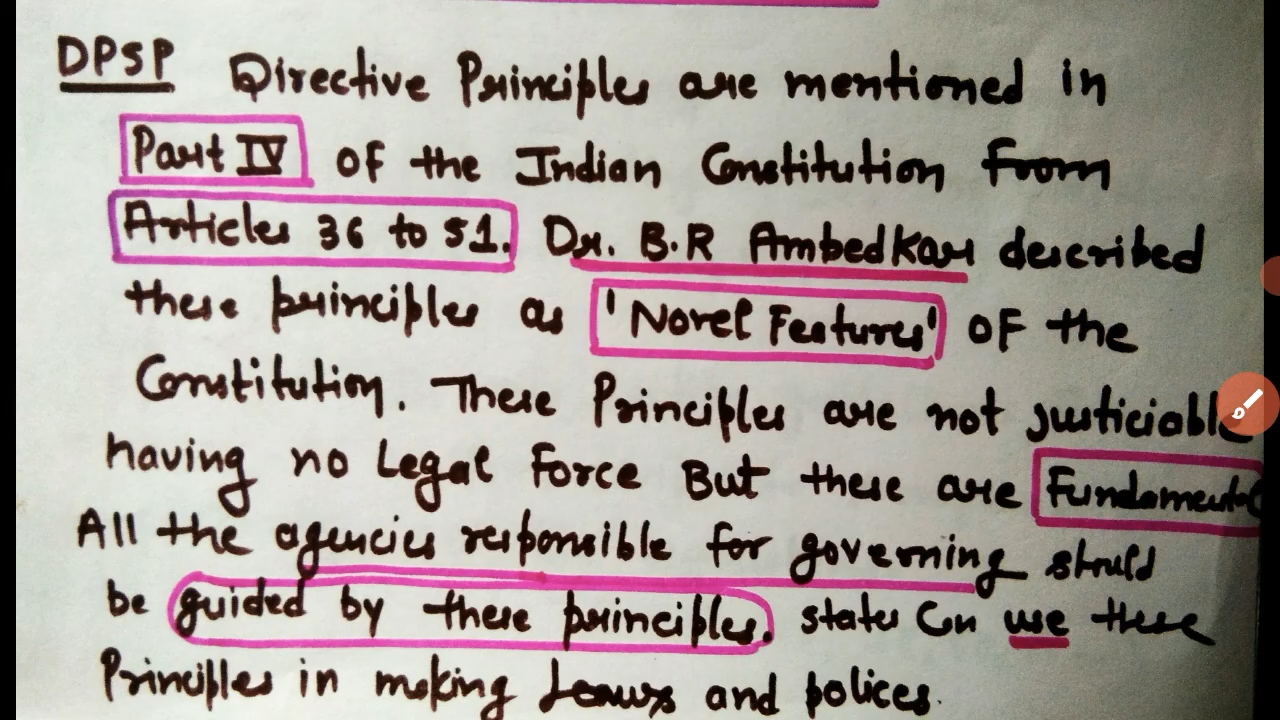 DPSP Directive Principles are mentioned in
Part IV of the Indian Constitution from
Articles 36 to 51. Dr. B.R Ambedkar described
these principles as 'Novel Features' of the
Constitution. These Principles are not justiciable
having no Legal Force But these are Fundamental
All the agencies responsible for governing should
be guided by these principles. states Can use these
Principles in making Laws and polices.